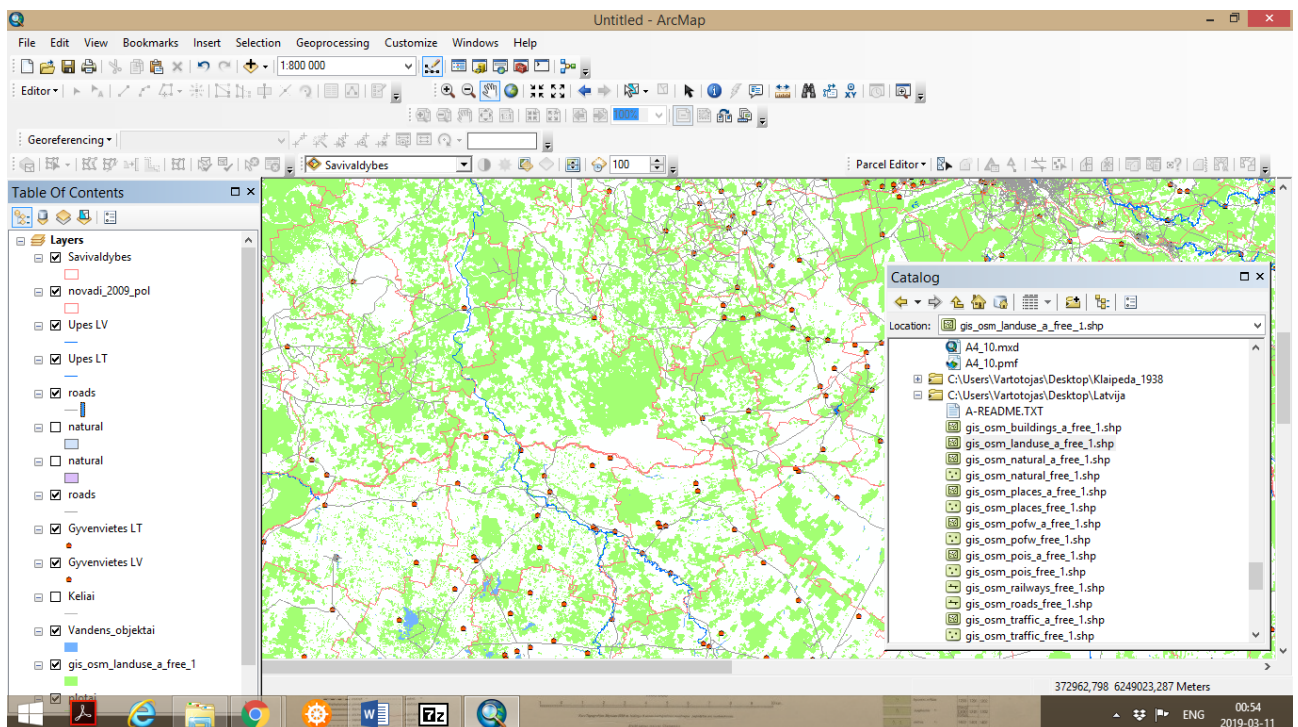 Untitled - ArcMap
File Edit View Bookmarks Insert Selection Geoprocessing Customize Windows Help
1:800 000
Editor
100%
Georeferencing
Savivaldybes
100
Parcel Editor
Table Of Contents
Layers
Savivaldybes
novadi_2009_pol
Upes LV
Upes LT
roads
natural
natural
roads
Gyvenvietes LT
Gyvenvietes LV
Keliai
Vandens_objektai
gis_osm_landuse_a_free_1
plotai
Catalog
Location: gis_osm_landuse_a_free_1.shp
A4_10.mxd
A4_10.pmf
C:\Users\Vartotojas\Desktop\Klaipeda_1938
C:\Users\Vartotojas\Desktop\Latvija
A-README.TXT
gis_osm_buildings_a_free_1.shp
gis_osm_landuse_a_free_1.shp
gis_osm_natural_a_free_1.shp
gis_osm_natural_free_1.shp
gis_osm_places_a_free_1.shp
gis_osm_places_free_1.shp
gis_osm_pofw_a_free_1.shp
gis_osm_pofw_free_1.shp
gis_osm_pois_a_free_1.shp
gis_osm_pois_free_1.shp
gis_osm_railways_free_1.shp
gis_osm_roads_free_1.shp
gis_osm_traffic_a_free_1.shp
gis_osm_traffic_free_1.shp
372962,798 6249023,287 Meters
7z
ENG
00:54
2019-03-11